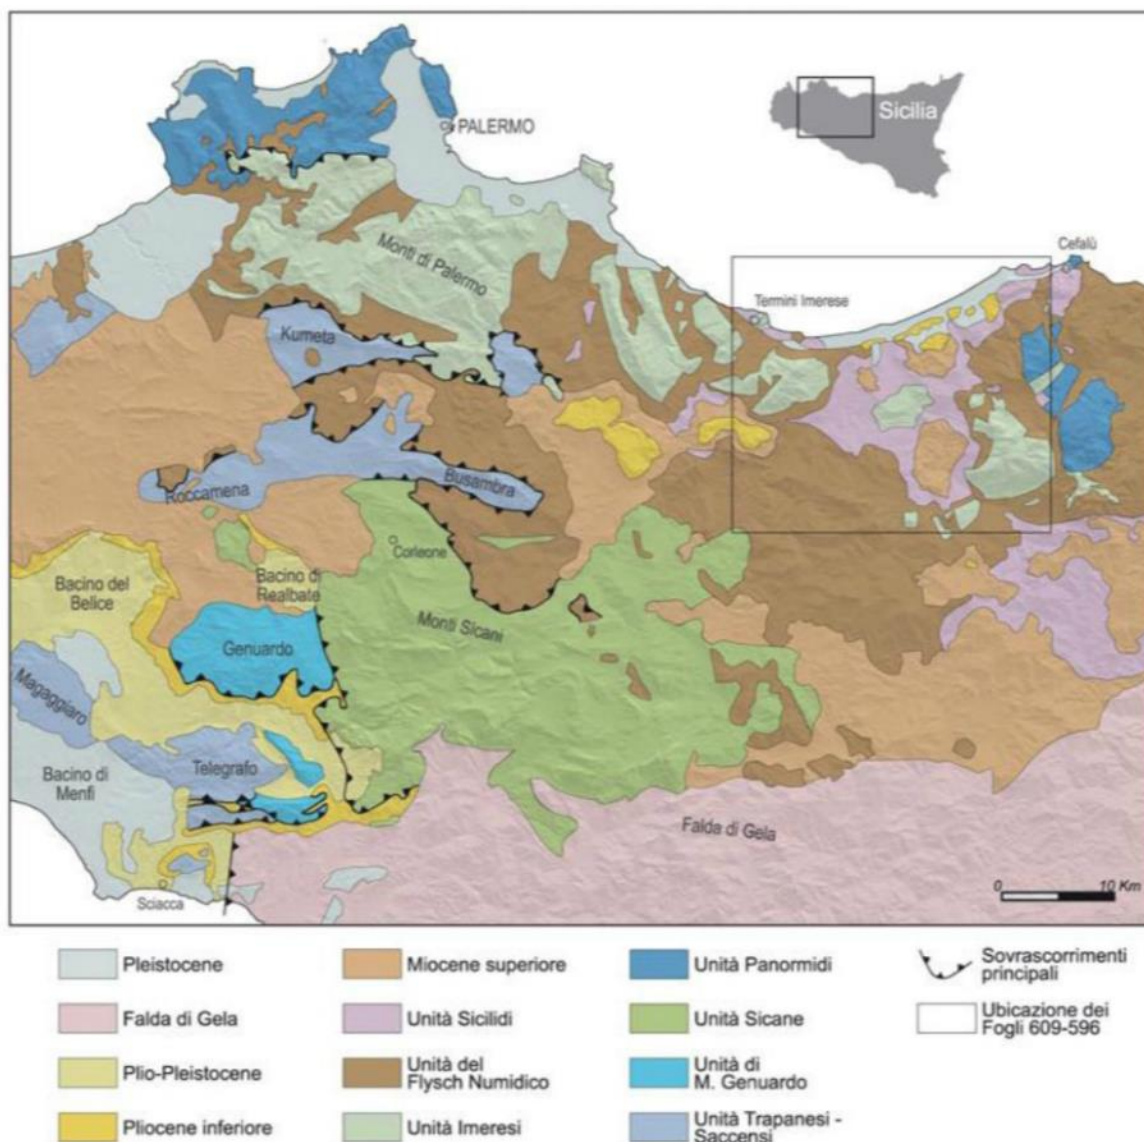 Sicilia
PALERMO
Cefalù
Monti di Palermo
Termini Imerese
Kumeta
Roccamena
Busambra
Corleone
Bacino del
Belice
Bacino di
Realbate
Monti Sicani
Genuardo
Magaggiaro
Telegrafo
Bacino di
Menfi
Falda di Gela
Sciacca
0 10 Km
Pleistocene
Falda di Gela
Plio-Pleistocene
Pliocene inferiore
Miocene superiore
Unità Sicilidi
Unità del
Flysch Numidico
Unità Imeresi
Unità Panormidi
Unità Sicane
Unità di
M. Genuardo
Unità Trapanesi -
Saccensi
Sovrascorrimenti
principali
Ubicazione dei
Fogli 609-596